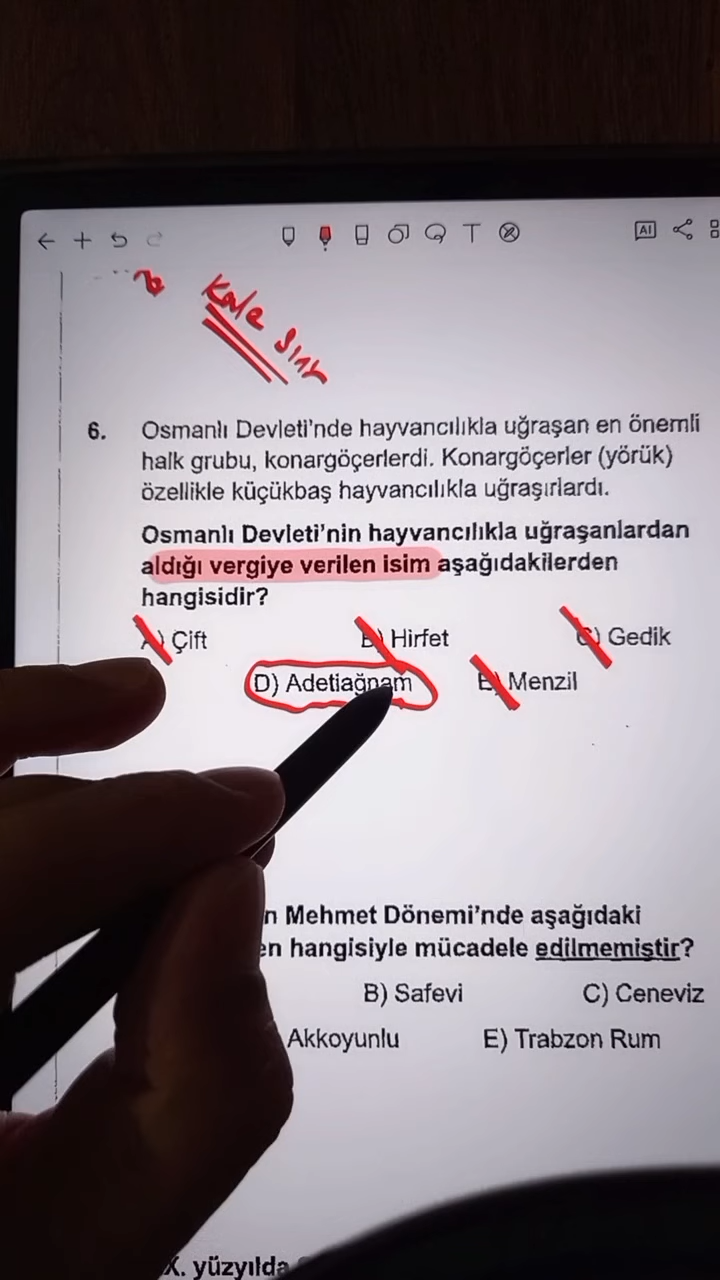 AI
Kale
sınır
6. Osmanlı Devleti'nde hayvancılıkla uğraşan en önemli
halk grubu, konargöçerlerdi. Konargöçerler (yörük)
özellikle küçükbaş hayvancılıkla uğraşırlardı.
Osmanlı Devleti'nin hayvancılıkla uğraşanlardan
aldığı vergiye verilen isim aşağıdakilerden
hangisidir?
A) Çift B) Hirfet C) Gedik
D) Adetiağnam E) Menzil
n Mehmet Dönemi'nde aşağıdaki
en hangisiyle mücadele edilmemiştir?
B) Safevi C) Ceneviz
Akkoyunlu E) Trabzon Rum
X. yüzyılda